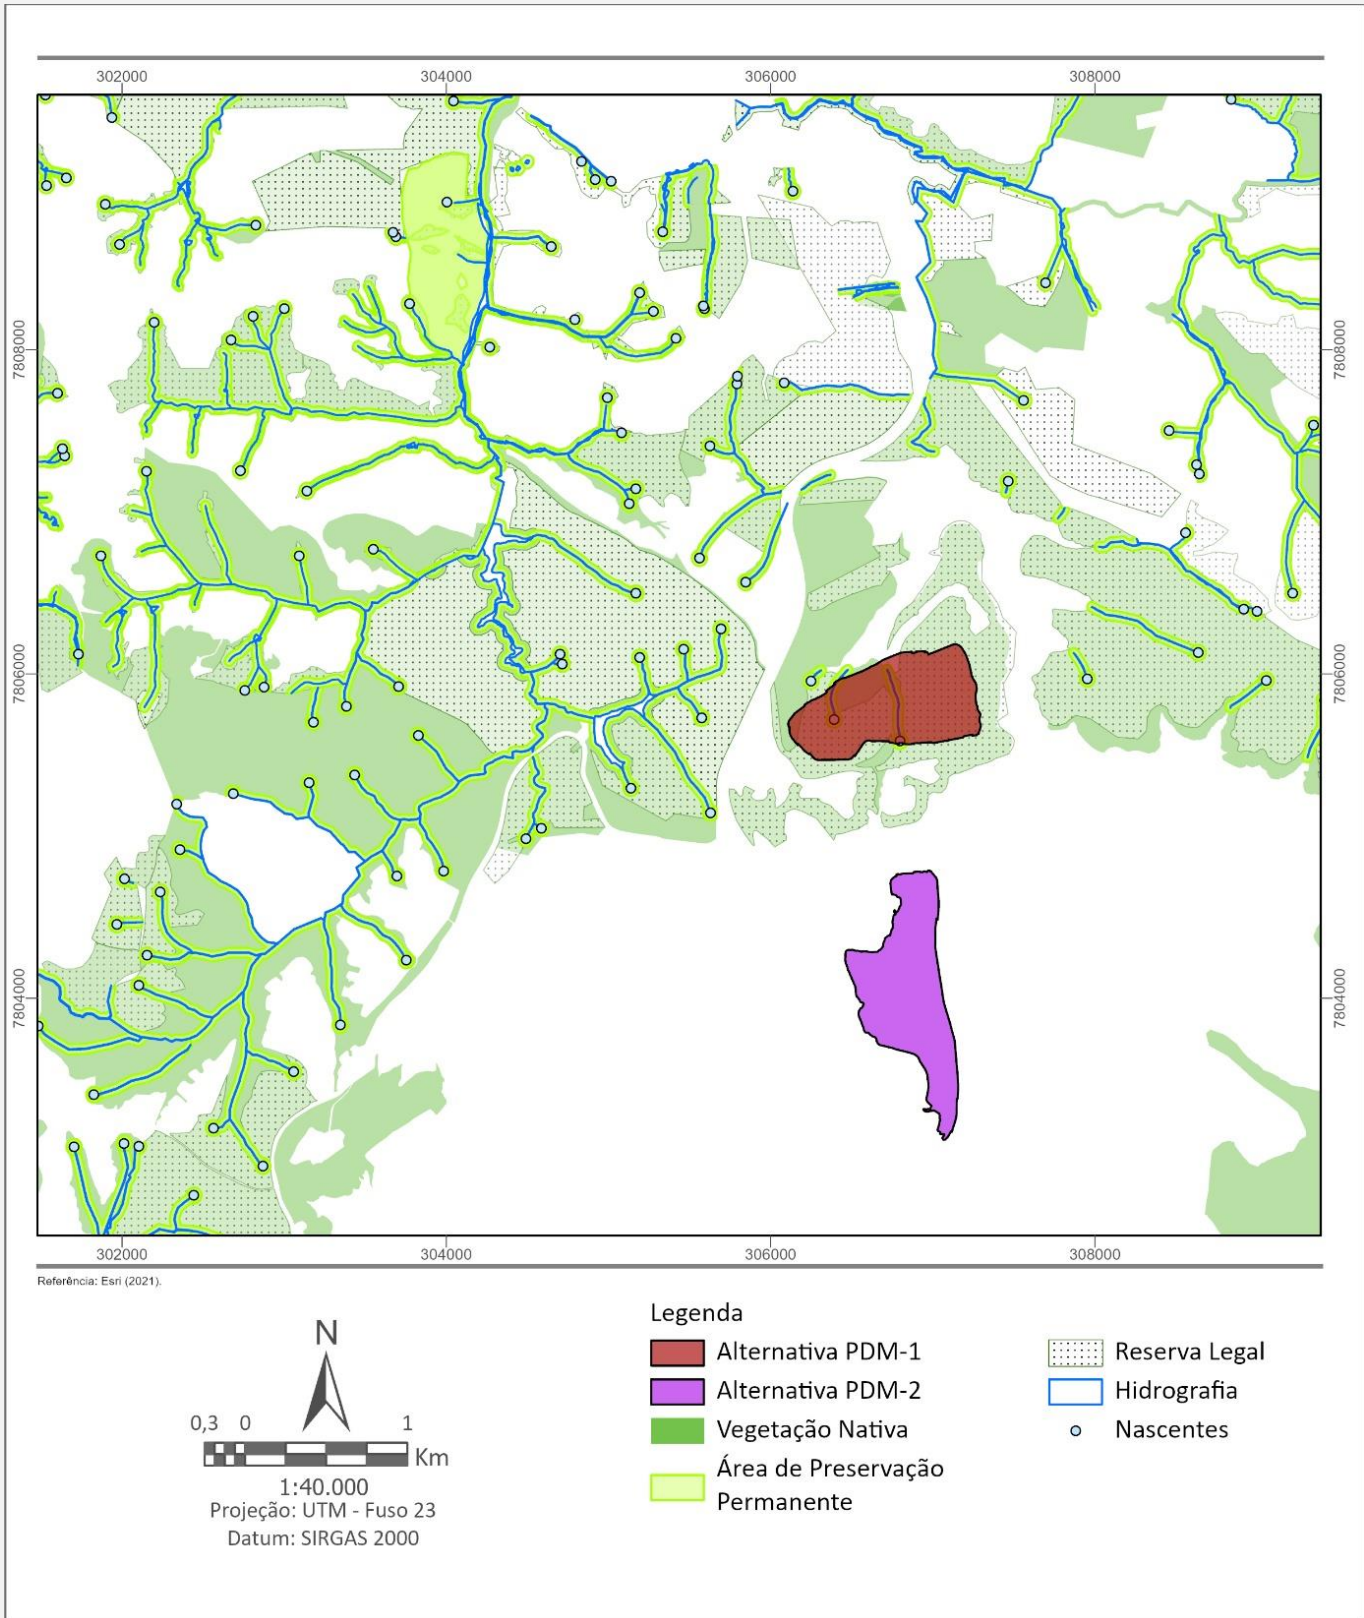 302000 304000 306000 308000
7808000 7808000
7806000 7806000
7804000 7804000
302000 304000 306000 308000
Referência: Esri (2021).
N
0,3 0 1
Km
1:40.000
Projeção: UTM - Fuso 23
Datum: SIRGAS 2000
Legenda
Alternativa PDM-1
Alternativa PDM-2
Vegetação Nativa
Área de Preservação
Permanente
Reserva Legal
Hidrografia
Nascentes